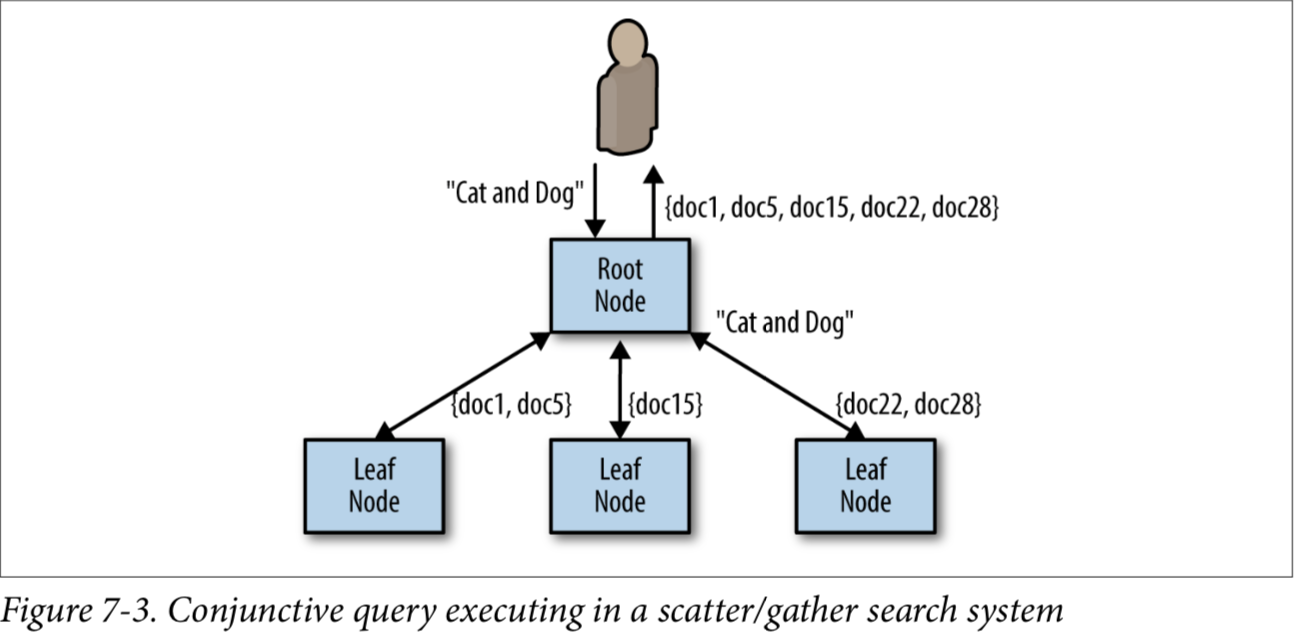 "Cat and Dog"
{doc1, doc5, doc15, doc22, doc28}
Root
Node
"Cat and Dog"
{doc1, doc5}
{doc15}
{doc22, doc28}
Leaf
Node
Leaf
Node
Leaf
Node
Figure 7-3. Conjunctive query executing in a scatter/gather search system